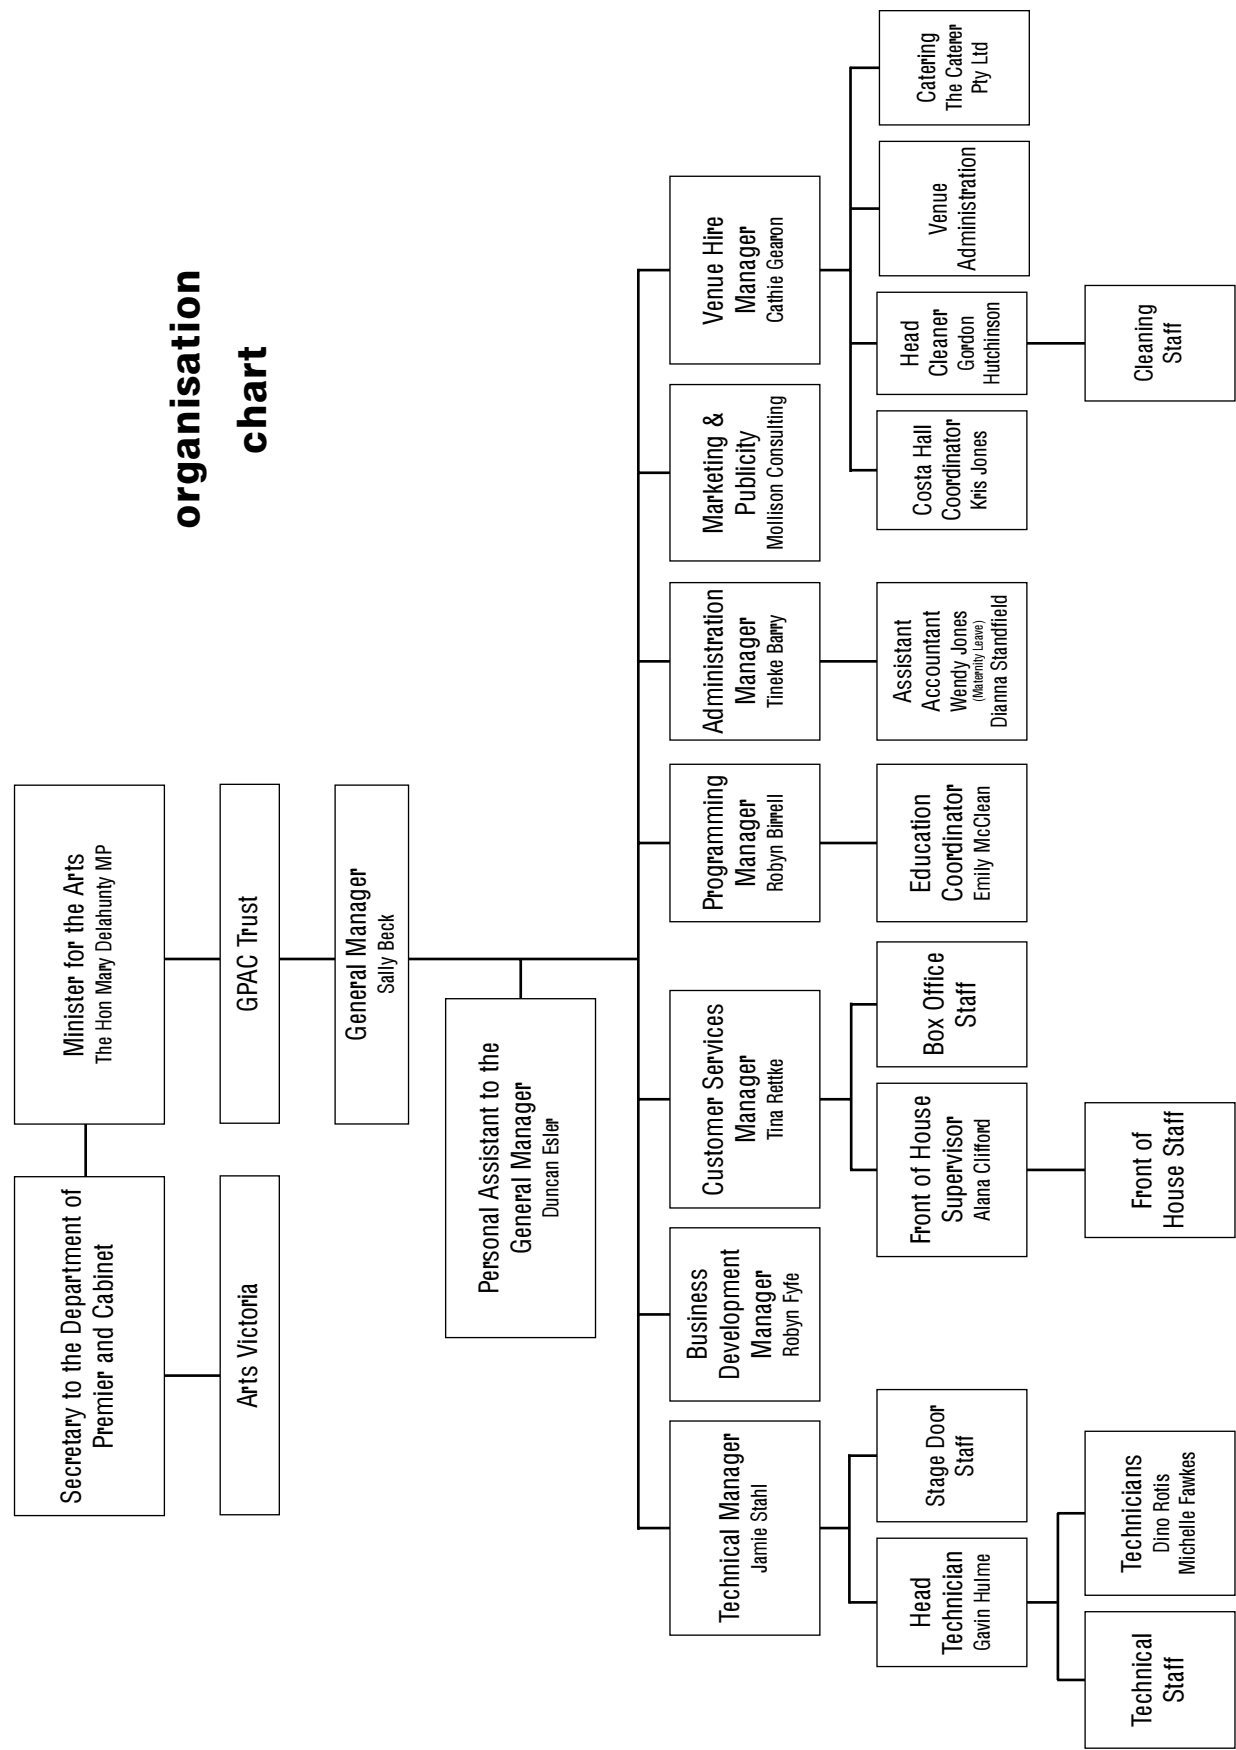 organisation
chart
Secretary to the Department of
Premier and Cabinet
Minister for the Arts
The Hon Mary Delahunty MP
Arts Victoria
GPAC Trust
General Manager
Sally Beck
Personal Assistant to the
General Manager
Duncan Esler
Technical Manager
Jamie Stahl
Business
Development
Manager
Robyn Fyfe
Customer Services
Manager
Tina Rettke
Programming
Manager
Robyn Birrell
Administration
Manager
Tineke Barry
Marketing &
Publicity
Mollison Consulting
Venue Hire
Manager
Cathie Gearon
Head
Technician
Gavin Hulme
Stage Door
Staff
Front of House
Supervisor
Alana Clifford
Box Office
Staff
Education
Coordinator
Emily McClean
Assistant
Accountant
Wendy Jones
(Maternity Leave)
Dianna Standfield
Costa Hall
Coordinator
Kris Jones
Head
Cleaner
Gordon
Hutchinson
Venue
Administration
Catering
The Caterer
Pty Ltd
Technical
Staff
Technicians
Dino Rotis
Michelle Fawkes
Front of
House Staff
Cleaning
Staff